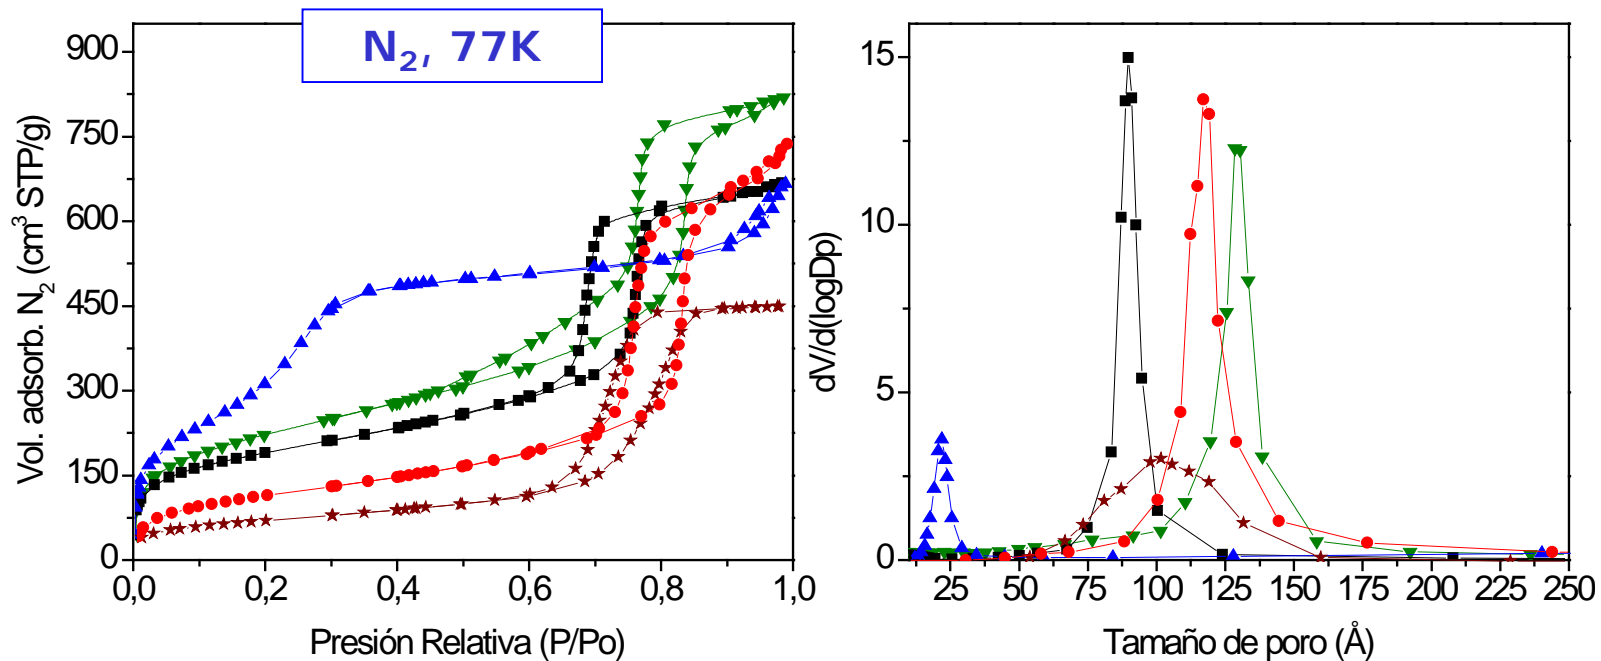 N₂, 77K
Vol. adsorb. N₂ (cm³ STP/g)
900
750
600
450
300
150
0
0,0 0,2 0,4 0,6 0,8 1,0
Presión Relativa (P/Po)
dV/d(logDp)
15
10
5
0
25 50 75 100 125 150 175 200 225 250
Tamaño de poro (Å)